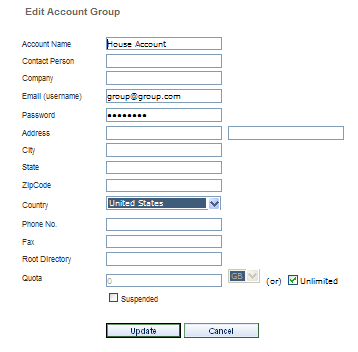 Edit Account Group
Account Name House Account
Contact Person
Company
Email (username) group@group.com
Password ••••••••
Address
City
State
ZipCode
Country United States
Phone No.
Fax
Root Directory
Quota 0 GB (or) Unlimited
Suspended
Update Cancel